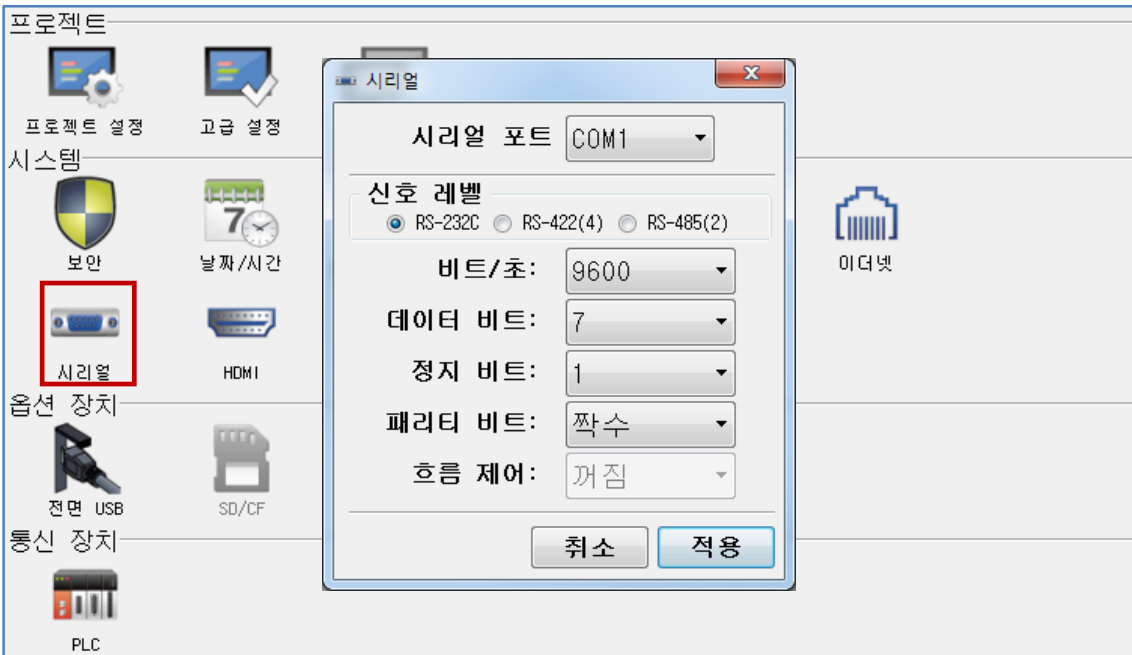 프로젝트
프로젝트 설정
고급 설정
시스템
보안
날짜/시간
이더넷
시리얼
HDMI
옵션 장치
전면 USB
SD/CF
통신 장치
PLC
시리얼
시리얼 포트 COM1
신호 레벨
RS-232C RS-422(4) RS-485(2)
비트/초: 9600
데이터 비트: 7
정지 비트: 1
패리티 비트: 짝수
흐름 제어: 꺼짐
취소 적용